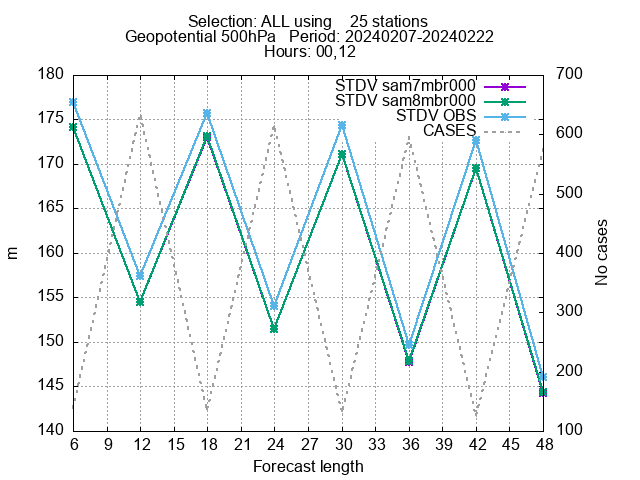 Selection: ALL using    25 stations
Geopotential 500hPa   Period: 20240207-20240222
Hours: 00,12
STDV sam7mbr000
STDV sam8mbr000
STDV OBS
CASES
180
175
170
165
160
155
150
145
140
m
700
600
500
400
300
200
100
No cases
6 9 12 15 18 21 24 27 30 33 36 39 42 45 48
Forecast length